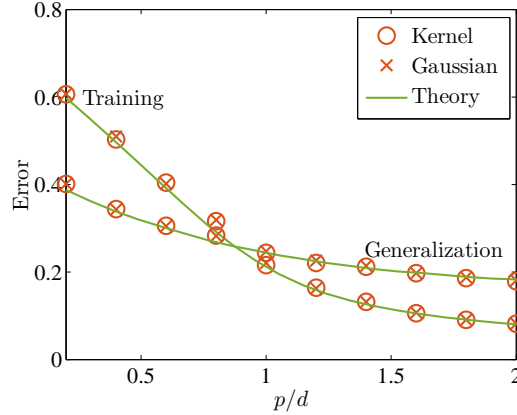 0.8
Kernel
Gaussian
Theory
0.6
Training
0.4
Error
Generalization
0.2
0
0.5
1
1.5
2
p/d